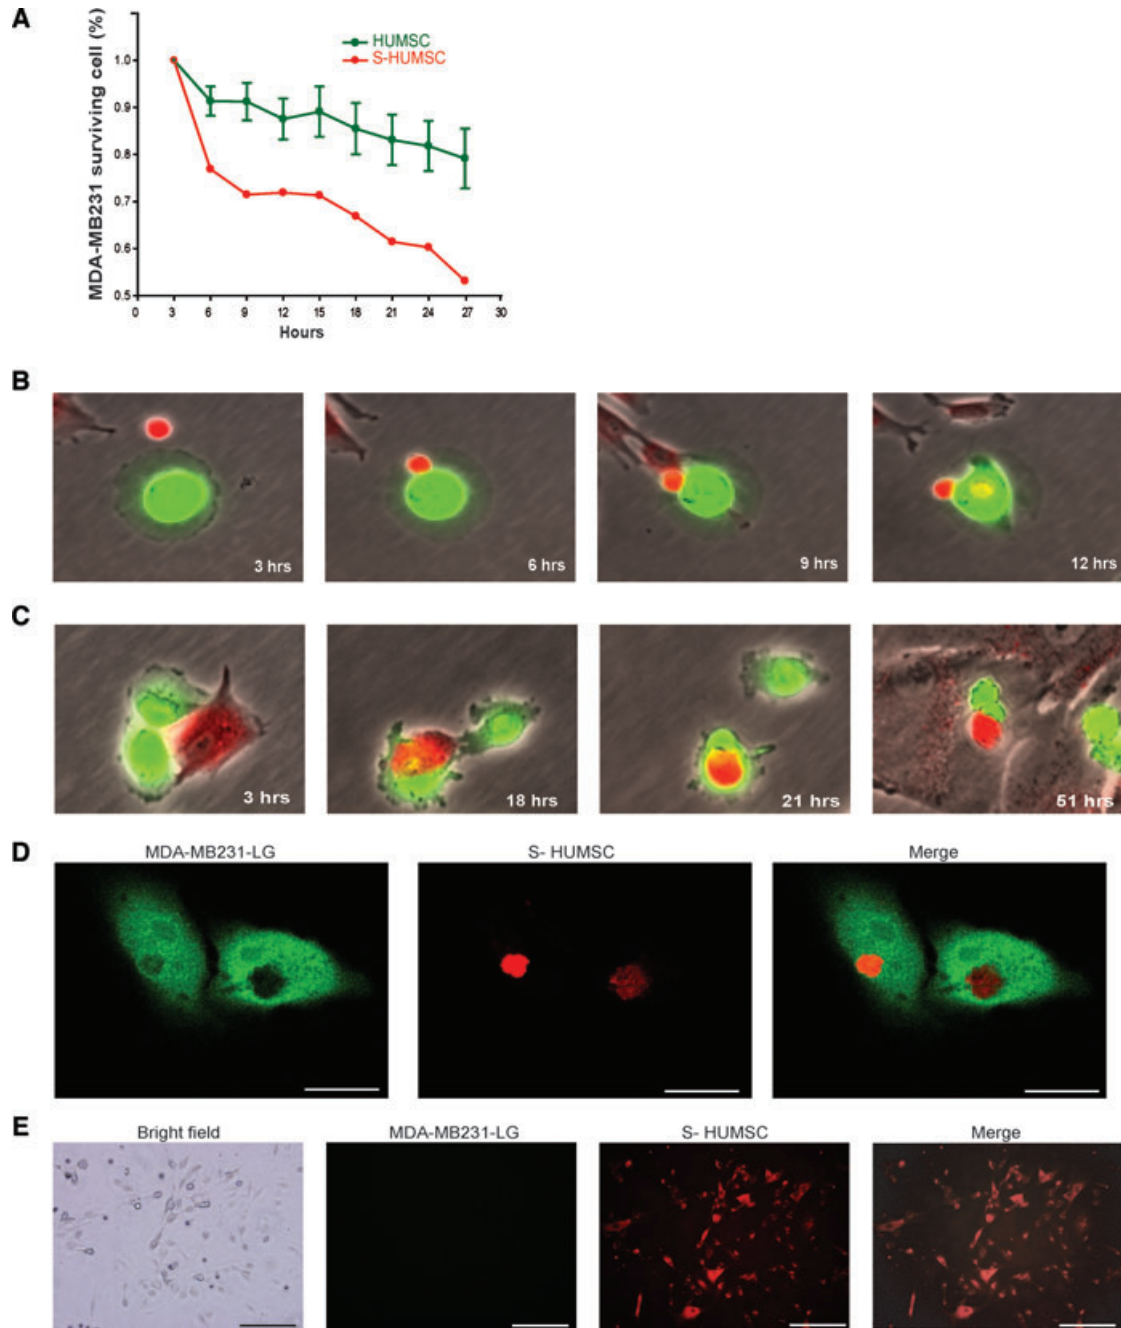 A
MDA-MB231 surviving cell (%)
HUMSC
S-HUMSC
1.0
0.9
0.8
0.7
0.6
0.5
0 3 6 9 12 15 18 21 24 27 30
Hours
B
3 hrs 6 hrs 9 hrs 12 hrs
C
3 hrs 18 hrs 21 hrs 51 hrs
D
MDA-MB231-LG S- HUMSC Merge
E
Bright field MDA-MB231-LG S- HUMSC Merge